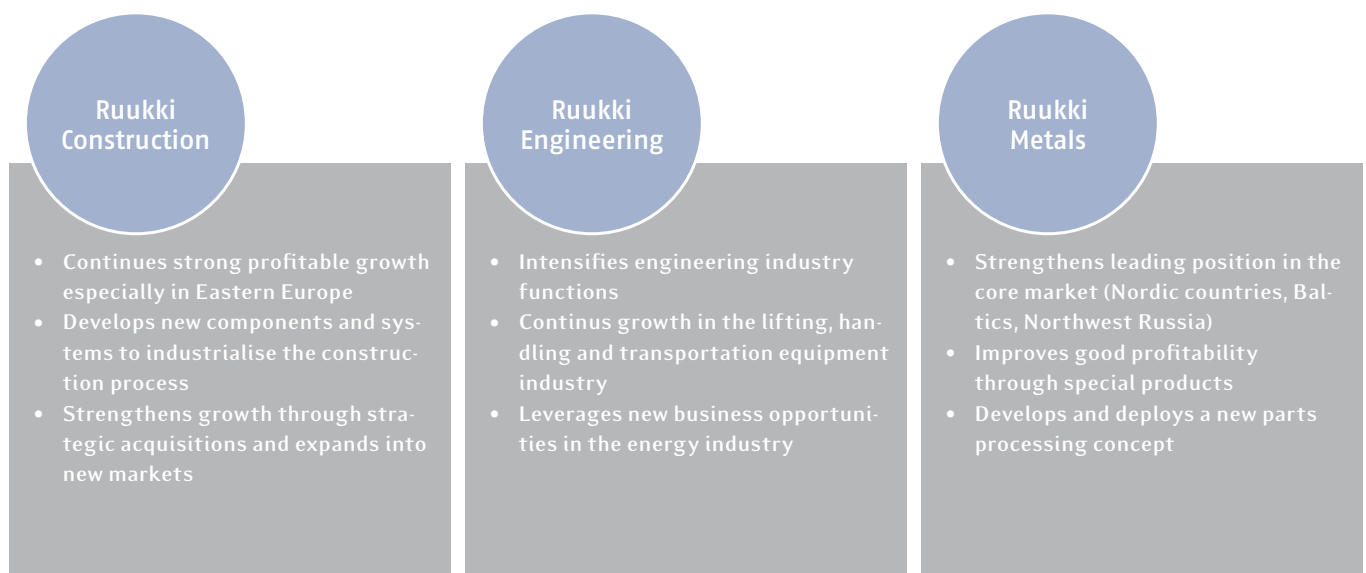 Ruukki
Construction
• Continues strong profitable growth
especially in Eastern Europe
• Develops new components and sys-
tems to industrialise the construc-
tion process
• Strengthens growth through stra-
tegic acquisitions and expands into
new markets
Ruukki
Engineering
• Intensifies engineering industry
functions
• Continus growth in the lifting, han-
dling and transportation equipment
industry
• Leverages new business opportuni-
ties in the energy industry
Ruukki
Metals
• Strengthens leading position in the
core market (Nordic countries, Bal-
tics, Northwest Russia)
• Improves good profitability
through special products
• Develops and deploys a new parts
processing concept